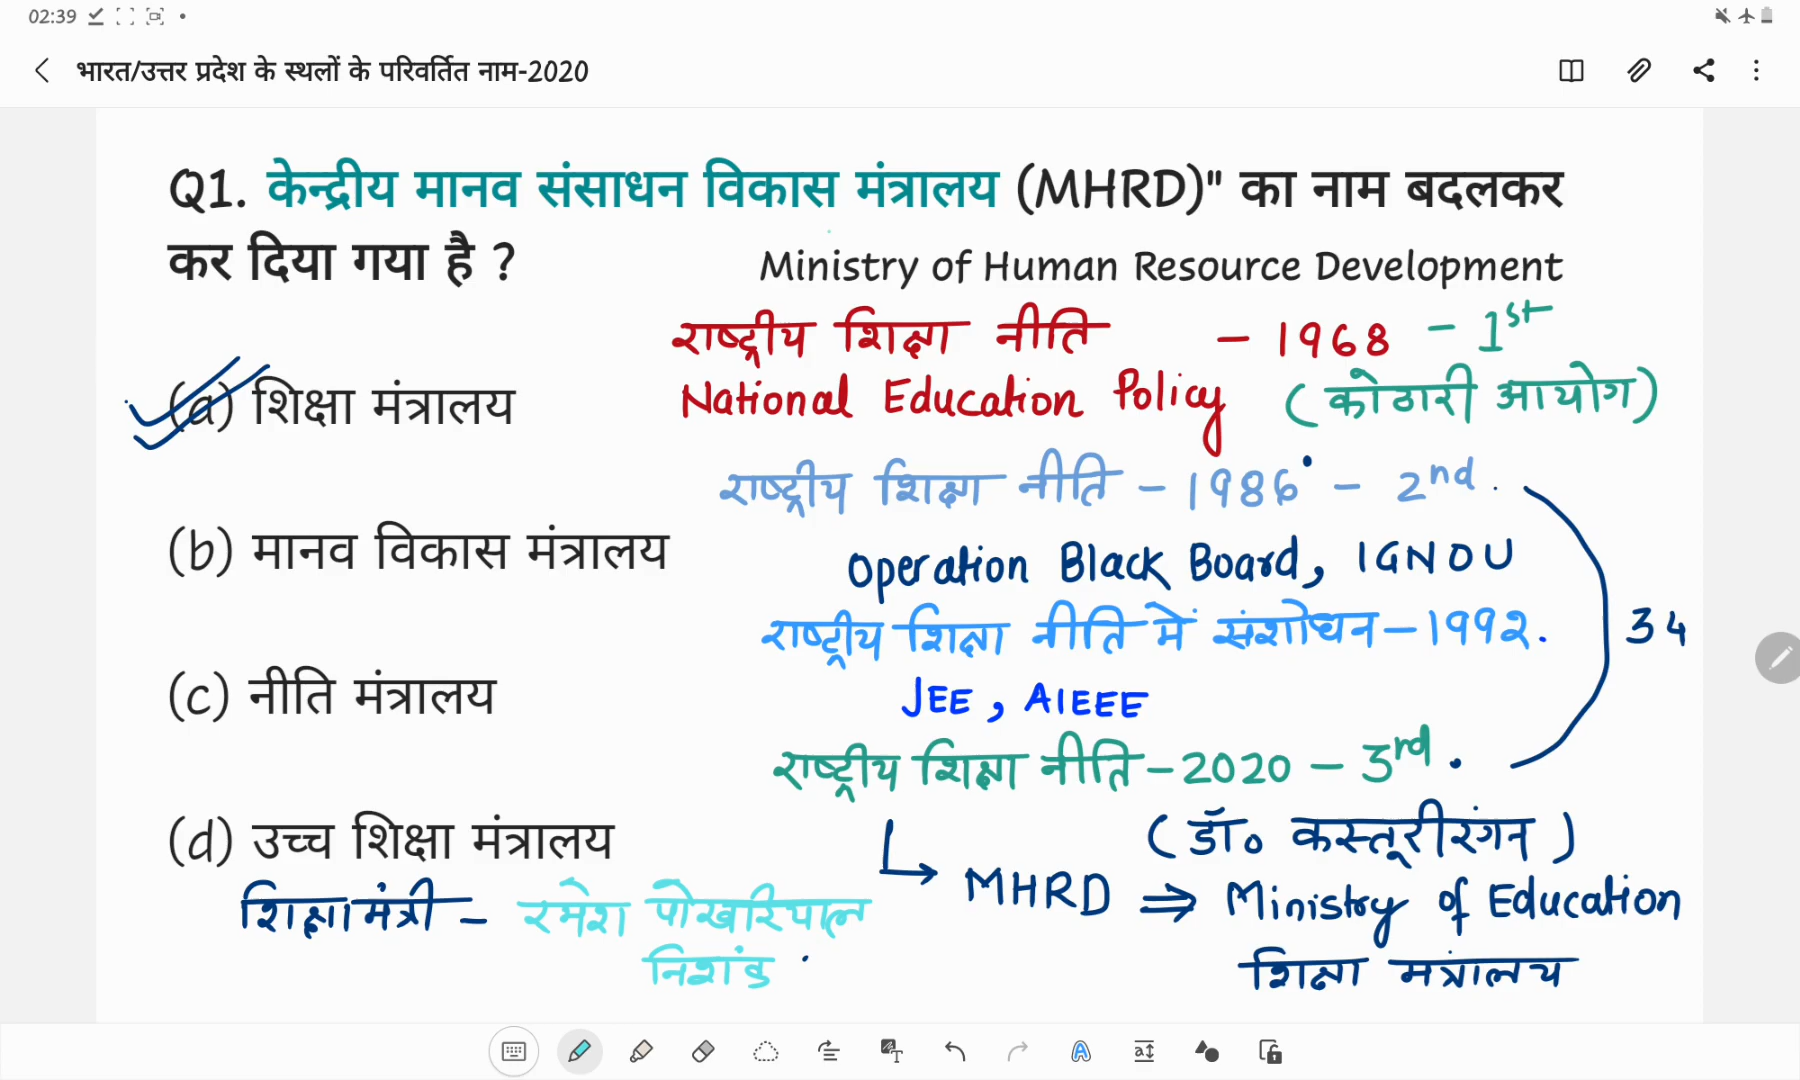 02:39
भारत/उत्तर प्रदेश के स्थलों के परिवर्तित नाम-2020
Q1. केन्द्रीय मानव संसाधन विकास मंत्रालय (MHRD)" का नाम बदलकर
कर दिया गया है ?
Ministry of Human Resource Development
राष्ट्रीय शिक्षा नीति - 1968 - 1st
(a) शिक्षा मंत्रालय
National Education Policy (कोठारी आयोग)
राष्ट्रीय शिक्षा नीति - 1986 - 2nd
(b) मानव विकास मंत्रालय
Operation Black Board, IGNOU
राष्ट्रीय शिक्षा नीति में संशोधन - 1992.
34
(c) नीति मंत्रालय
JEE, AIEEE
राष्ट्रीय शिक्षा नीति - 2020 - 3rd.
(d) उच्च शिक्षा मंत्रालय
(डॉ० कस्तूरीरंगन)
MHRD ⇒ Ministry of Education
शिक्षा मंत्रालय
शिक्षामंत्री - रमेश पोखरियाल
निशंक